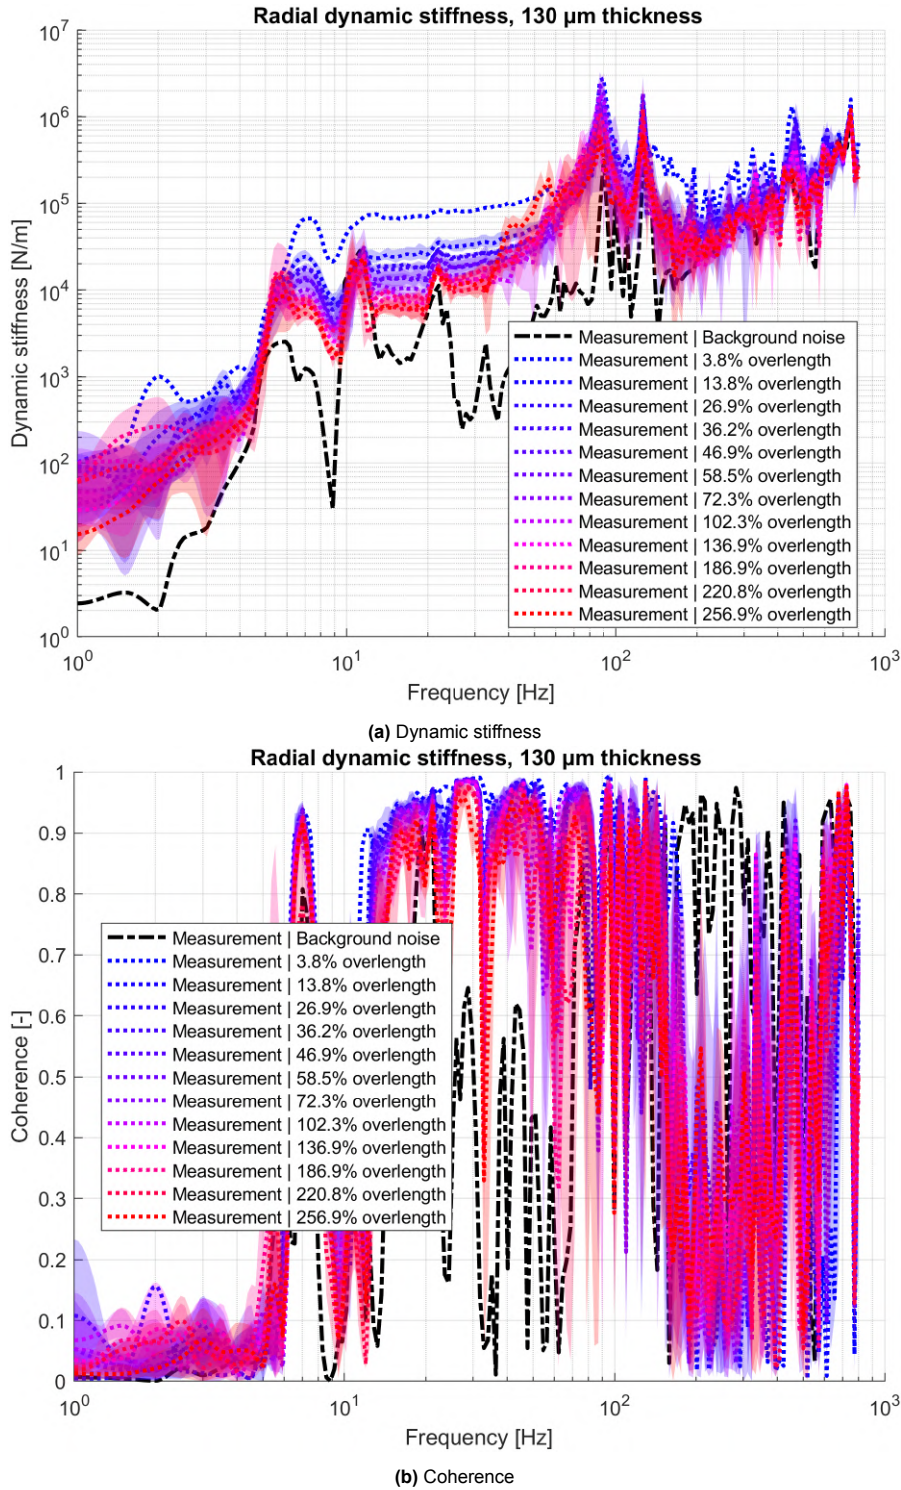 Radial dynamic stiffness, 130 µm thickness
10^7
10^6
10^5
10^4
10^3
10^2
10^1
10^0
Dynamic stiffness [N/m]
Measurement | Background noise
Measurement | 3.8% overlength
Measurement | 13.8% overlength
Measurement | 26.9% overlength
Measurement | 36.2% overlength
Measurement | 46.9% overlength
Measurement | 58.5% overlength
Measurement | 72.3% overlength
Measurement | 102.3% overlength
Measurement | 136.9% overlength
Measurement | 186.9% overlength
Measurement | 220.8% overlength
Measurement | 256.9% overlength
10^0 10^1 10^2 10^3
Frequency [Hz]
(a) Dynamic stiffness
Radial dynamic stiffness, 130 µm thickness
1
0.9
0.8
0.7
0.6
0.5
0.4
0.3
0.2
0.1
0
Coherence [-]
Measurement | Background noise
Measurement | 3.8% overlength
Measurement | 13.8% overlength
Measurement | 26.9% overlength
Measurement | 36.2% overlength
Measurement | 46.9% overlength
Measurement | 58.5% overlength
Measurement | 72.3% overlength
Measurement | 102.3% overlength
Measurement | 136.9% overlength
Measurement | 186.9% overlength
Measurement | 220.8% overlength
Measurement | 256.9% overlength
10^0 10^1 10^2 10^3
Frequency [Hz]
(b) Coherence